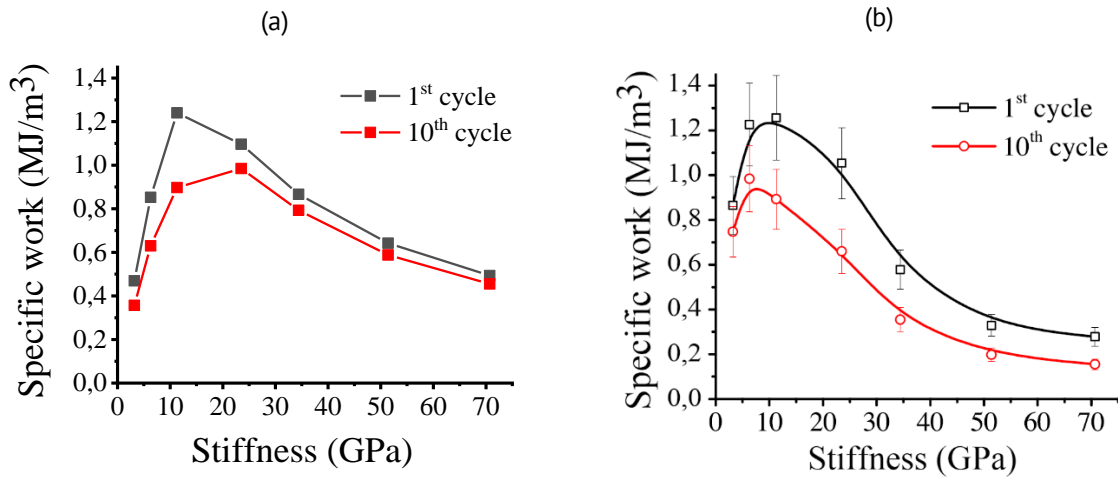 (a)
Specific work (MJ/m³)
1,4
1,2
1,0
0,8
0,6
0,4
0,2
0,0
0 10 20 30 40 50 60 70
Stiffness (GPa)
1st cycle
10th cycle
(b)
Specific work (MJ/m³)
1,4
1,2
1,0
0,8
0,6
0,4
0,2
0,0
0 10 20 30 40 50 60 70
Stiffness (GPa)
1st cycle
10th cycle